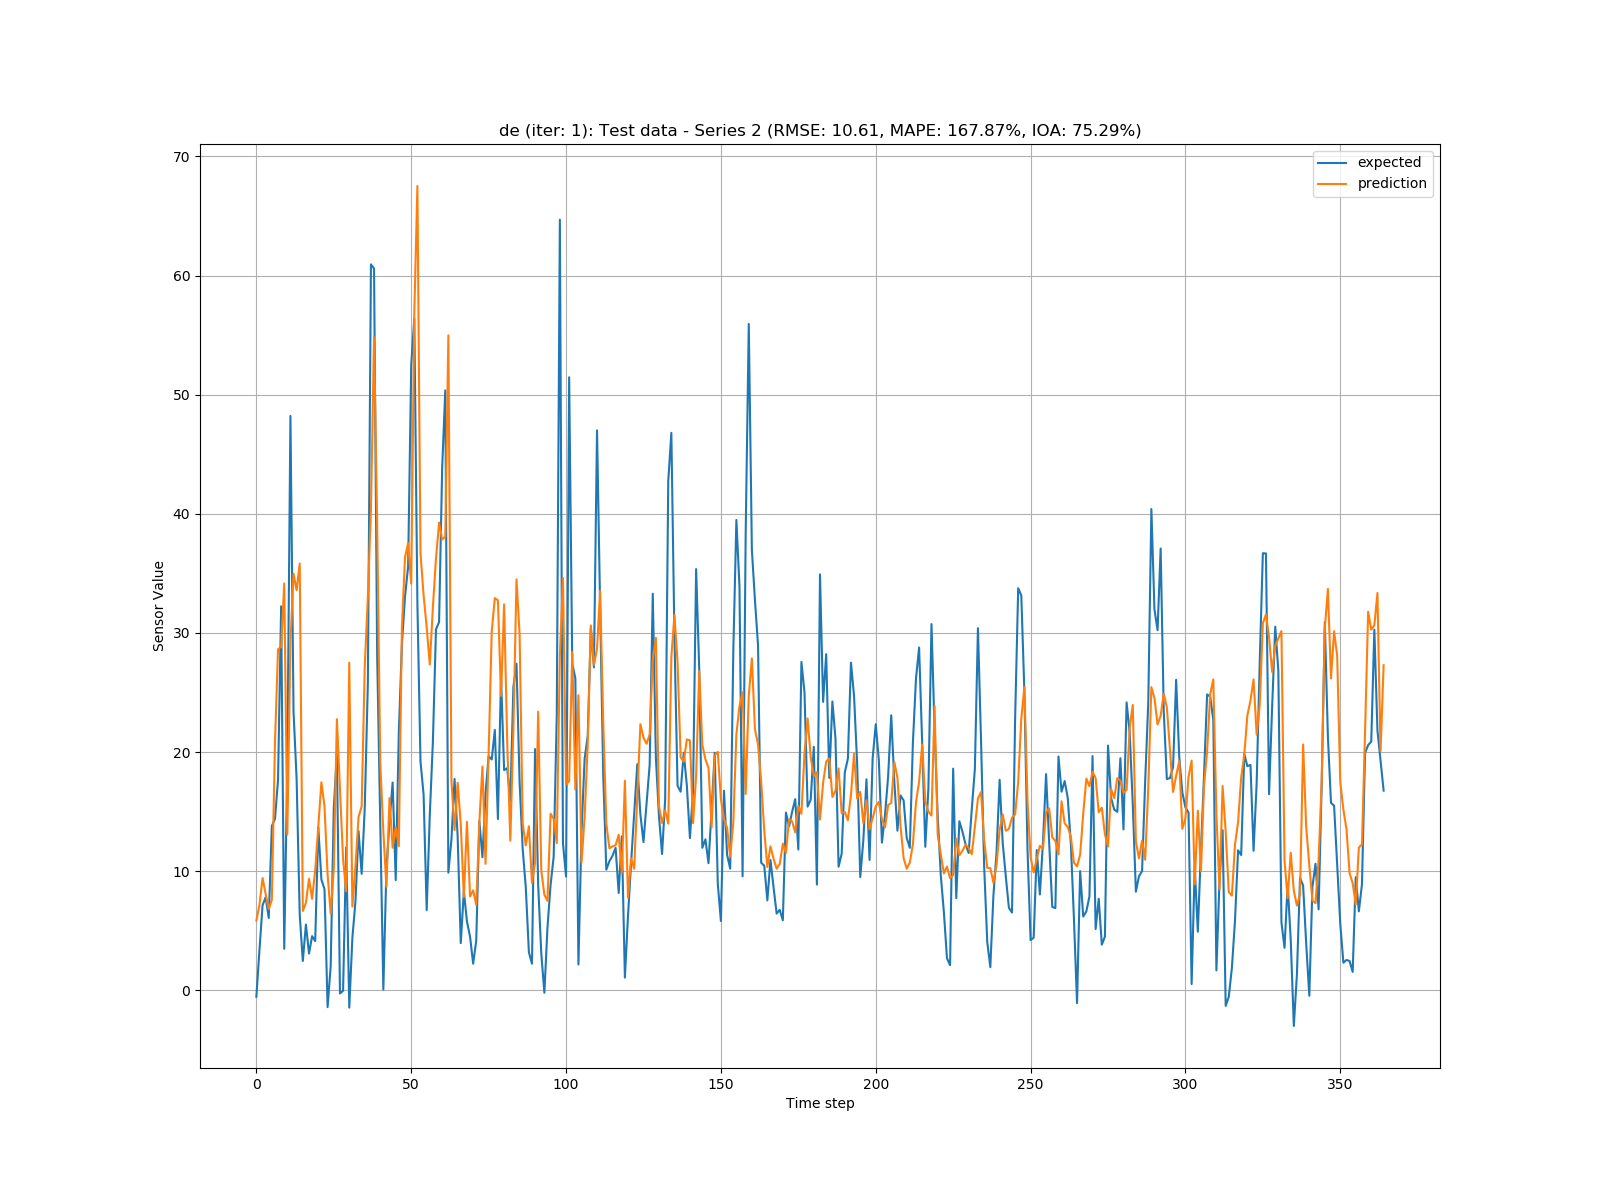 de (iter: 1): Test data - Series 2 (RMSE: 10.61, MAPE: 167.87%, IOA: 75.29%)
expected
prediction
70
60
50
40
30
20
10
0
Sensor Value
0 50 100 150 200 250 300 350
Time step